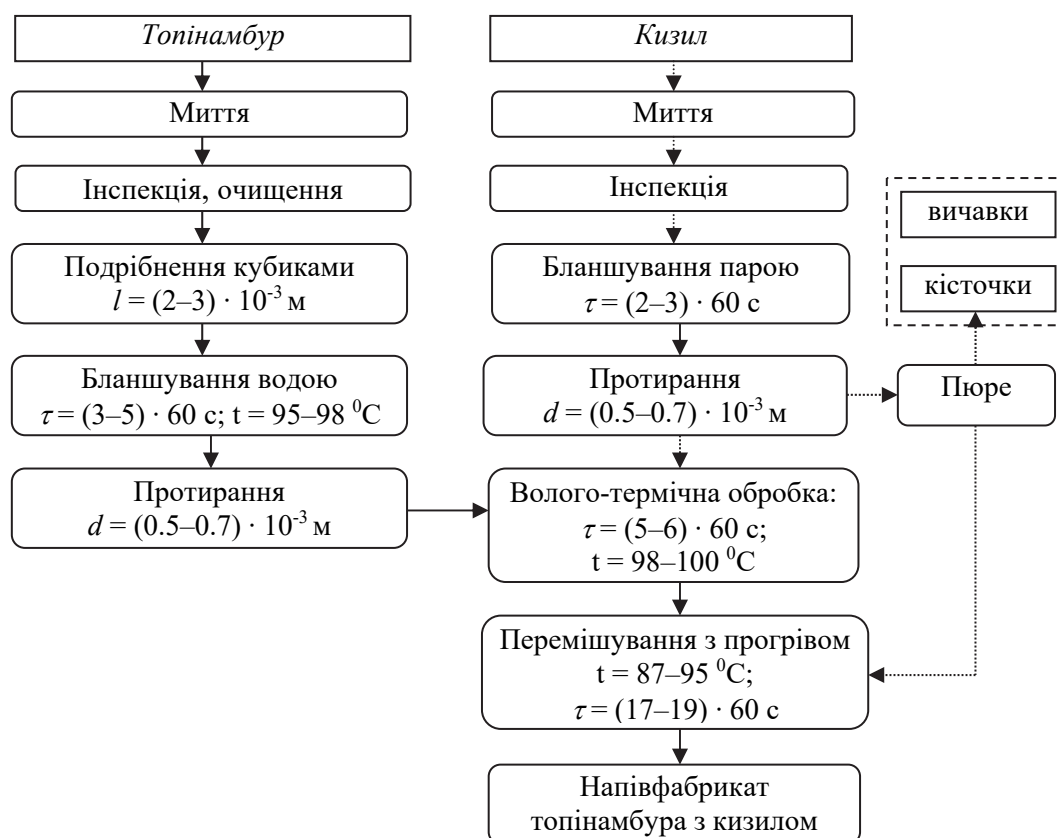 Топінамбур
Миття
Інспекція, очищення
Подрібнення кубиками
l = (2–3) · 10⁻³ м
Бланшування водою
τ = (3–5) · 60 с; t = 95–98 ⁰С
Протирання
d = (0.5–0.7) · 10⁻³ м
Кизил
Миття
Інспекція
Бланшування парою
τ = (2–3) · 60 с
Протирання
d = (0.5–0.7) · 10⁻³ м
Волого-термічна обробка:
τ = (5–6) · 60 с;
t = 98–100 ⁰С
Перемішування з прогрівом
t = 87–95 ⁰С;
τ = (17–19) · 60 с
Напівфабрикат
топінамбура з кизилом
вичавки
кісточки
Пюре